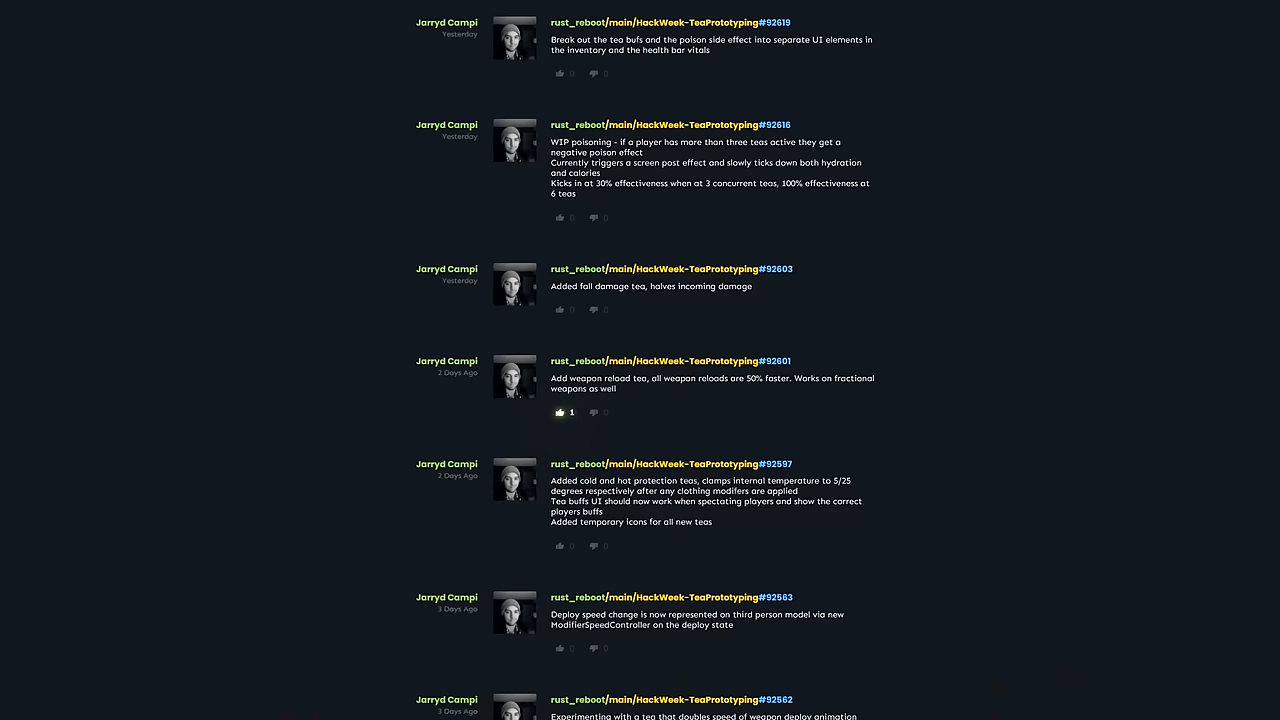 Jarryd Campi
Yesterday
rust_reboot/main/HackWeek-TeaPrototyping#92619
Break out the tea bufs and the poison side effect into separate UI elements in
the inventory and the health bar vitals
0 0
Jarryd Campi
Yesterday
rust_reboot/main/HackWeek-TeaPrototyping#92616
WIP poisoning - if a player has more than three teas active they get a
negative poison effect
Currently triggers a screen post effect and slowly ticks down both hydration
and calories
Kicks in at 30% effectiveness when at 3 concurrent teas, 100% effectiveness at
6 teas
0 0
Jarryd Campi
Yesterday
rust_reboot/main/HackWeek-TeaPrototyping#92603
Added fall damage tea, halves incoming damage
0 0
Jarryd Campi
2 Days Ago
rust_reboot/main/HackWeek-TeaPrototyping#92601
Add weapon reload tea, all weapon reloads are 50% faster. Works on fractional
weapons as well
1 0
Jarryd Campi
2 Days Ago
rust_reboot/main/HackWeek-TeaPrototyping#92597
Added cold and hot protection teas, clamps internal temperature to 5/25
degrees respectively after any clothing modifers are applied
Tea buffs UI should now work when spectating players and show the correct
players buffs
Added temporary icons for all new teas
0 0
Jarryd Campi
3 Days Ago
rust_reboot/main/HackWeek-TeaPrototyping#92563
Deploy speed change is now represented on third person model via new
ModifierSpeedController on the deploy state
0 0
Jarryd Campi
3 Days Ago
rust_reboot/main/HackWeek-TeaPrototyping#92562
Experimenting with a tea that doubles speed of weapon deploy animation